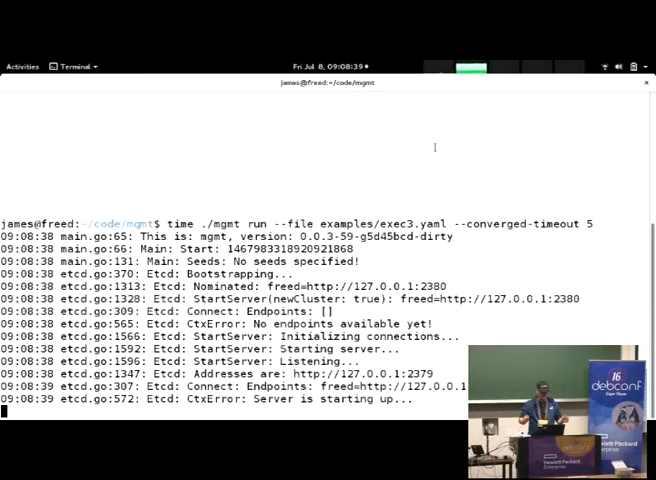 Activities Terminal Fri Jul 8, 09:08:39
james@freed:~/code/mgmt
james@freed:~/code/mgmt$ time ./mgmt run --file examples/exec3.yaml --converged-timeout 5
09:08:38 main.go:65: This is: mgmt, version: 0.0.3-59-g5d45bcd-dirty
09:08:38 main.go:66: Main: Start: 1467983318920921868
09:08:38 main.go:131: Main: Seeds: No seeds specified!
09:08:38 etcd.go:370: Etcd: Bootstrapping...
09:08:38 etcd.go:1313: Etcd: Nominated: freed=http://127.0.0.1:2380
09:08:38 etcd.go:1328: Etcd: StartServer(newCluster: true): freed=http://127.0.0.1:2380
09:08:38 etcd.go:309: Etcd: Connect: Endpoints: []
09:08:38 etcd.go:565: Etcd: CtxError: No endpoints available yet!
09:08:38 etcd.go:1566: Etcd: StartServer: Initializing connections...
09:08:38 etcd.go:1592: Etcd: StartServer: Starting server...
09:08:38 etcd.go:1596: Etcd: StartServer: Listening...
09:08:38 etcd.go:1347: Etcd: Addresses are: http://127.0.0.1:2379
09:08:39 etcd.go:307: Etcd: Connect: Endpoints: freed=http://127.0.0.1
09:08:39 etcd.go:572: Etcd: CtxError: Server is starting up...
16
debconf
Cape Town
Hewlett Packard
Enterprise
Hewlett Packard
Enterprise